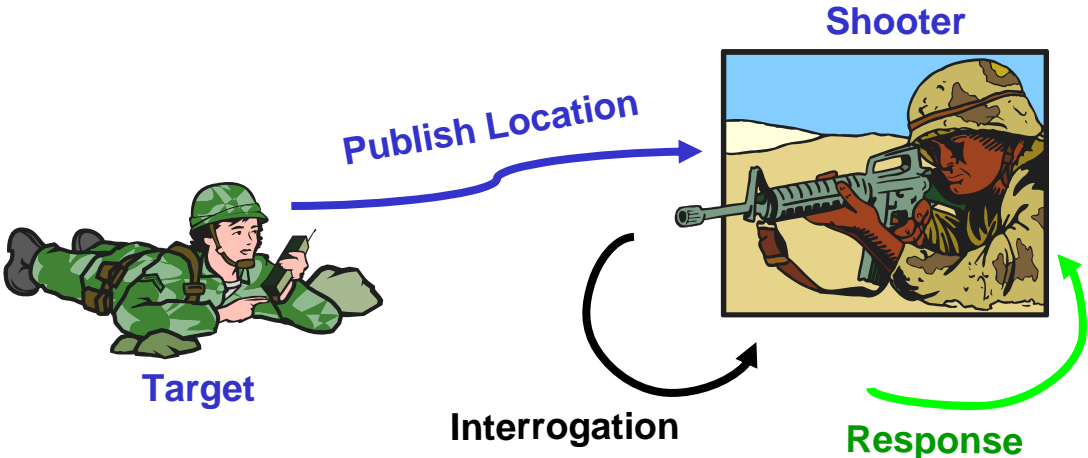 Shooter
Publish Location
Target
Interrogation
Response